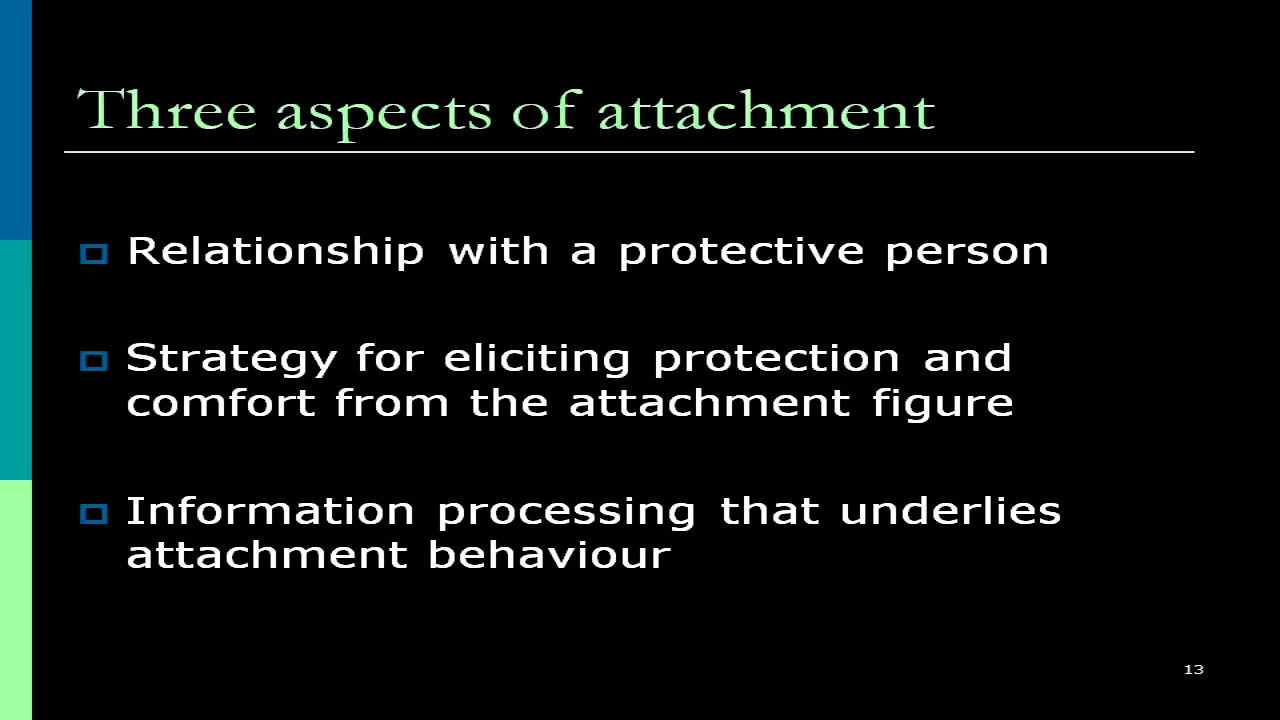 Three aspects of attachment
Relationship with a protective person
Strategy for eliciting protection and
comfort from the attachment figure
Information processing that underlies
attachment behaviour
13